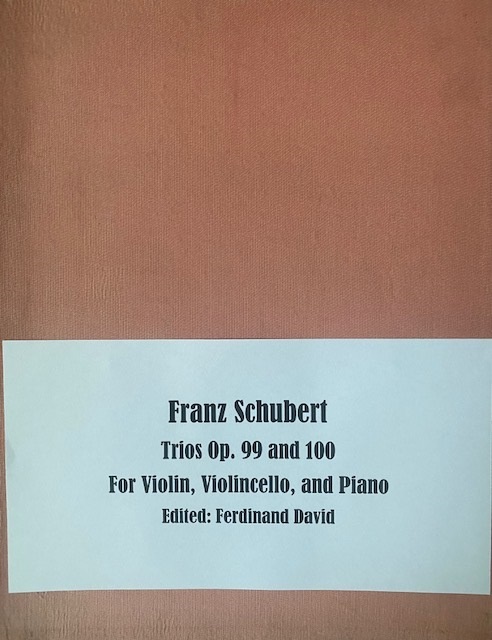 Franz Schubert
Trios Op. 99 and 100
For Violin, Violincello, and Piano
Edited: Ferdinand David